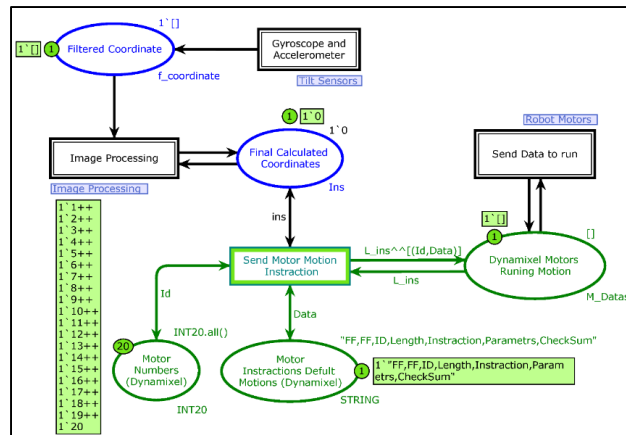 1`[]
1`[]
1
Filtered Coordinate
f_coordinate
Gyroscope and
Accelerometer
Tilt Sensors
1
1`0
1`0
Final Calculated
Coordinates
Ins
Image Processing
Image Processing
Robot Motors
Send Data to run
ins
1`[]
1
[]
Dynamixel Motors
Runing Motion
M_Datas
L_ins^^[(Id,Data)]
L_ins
Send Motor Motion
Instraction
Id
Data
1`1++
1`2++
1`3++
1`4++
1`5++
1`6++
1`7++
1`8++
1`9++
1`10++
1`11++
1`12++
1`13++
1`14++
1`15++
1`16++
1`17++
1`18++
1`19++
1`20
INT20.all()
20
Motor
Numbers
(Dynamixel)
INT20
"FF,FF,ID,Length,Instraction,Parametrs,CheckSum"
Motor
Instractions Defult
Motions (Dynamixel)
STRING
1
1`"FF,FF,ID,Length,Instraction,Param
etrs,CheckSum"